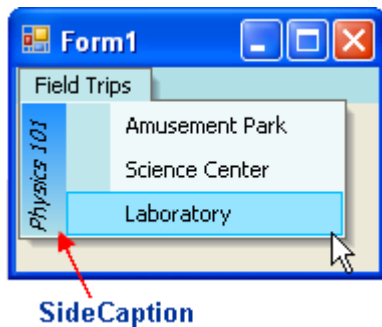 Form1
Field Trips
Physics 101
Amusement Park
Science Center
Laboratory
SideCaption